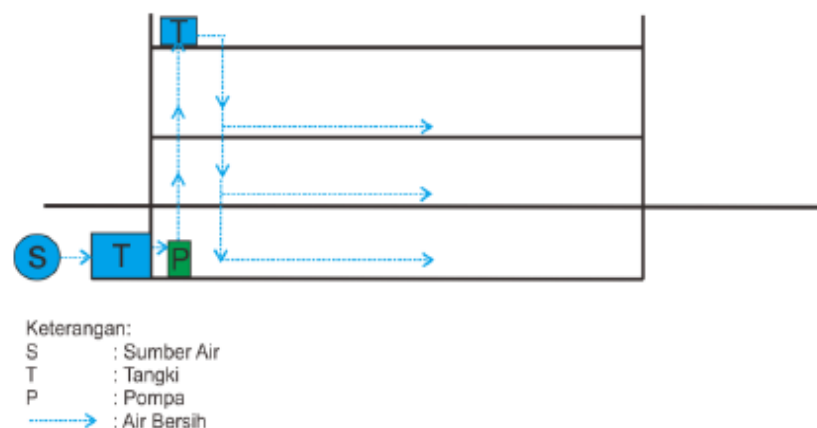 T
S
T
P
Keterangan:
S : Sumber Air
T : Tangki
P : Pompa
: Air Bersih